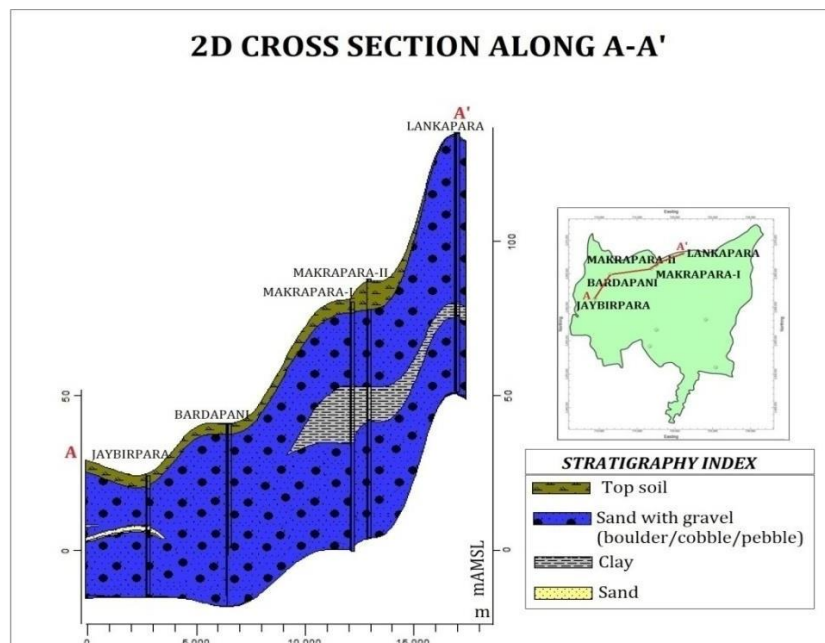 2D CROSS SECTION ALONG A-A'
A'
LANKAPARA
100
MAKRAPARA-II
MAKRAPARA-I
50
50
BARDAPANI
A
JAYBIRPARA
0
0
mAMSL
m
0
5,000
10,000
15,000
Easting
A'
LANKAPARA
MAKRAPARA-II
MAKRAPARA-I
BARDAPANI
A
JAYBIRPARA
Northing
Northing
Easting
STRATIGRAPHY INDEX
Top soil
Sand with gravel
(boulder/cobble/pebble)
Clay
Sand